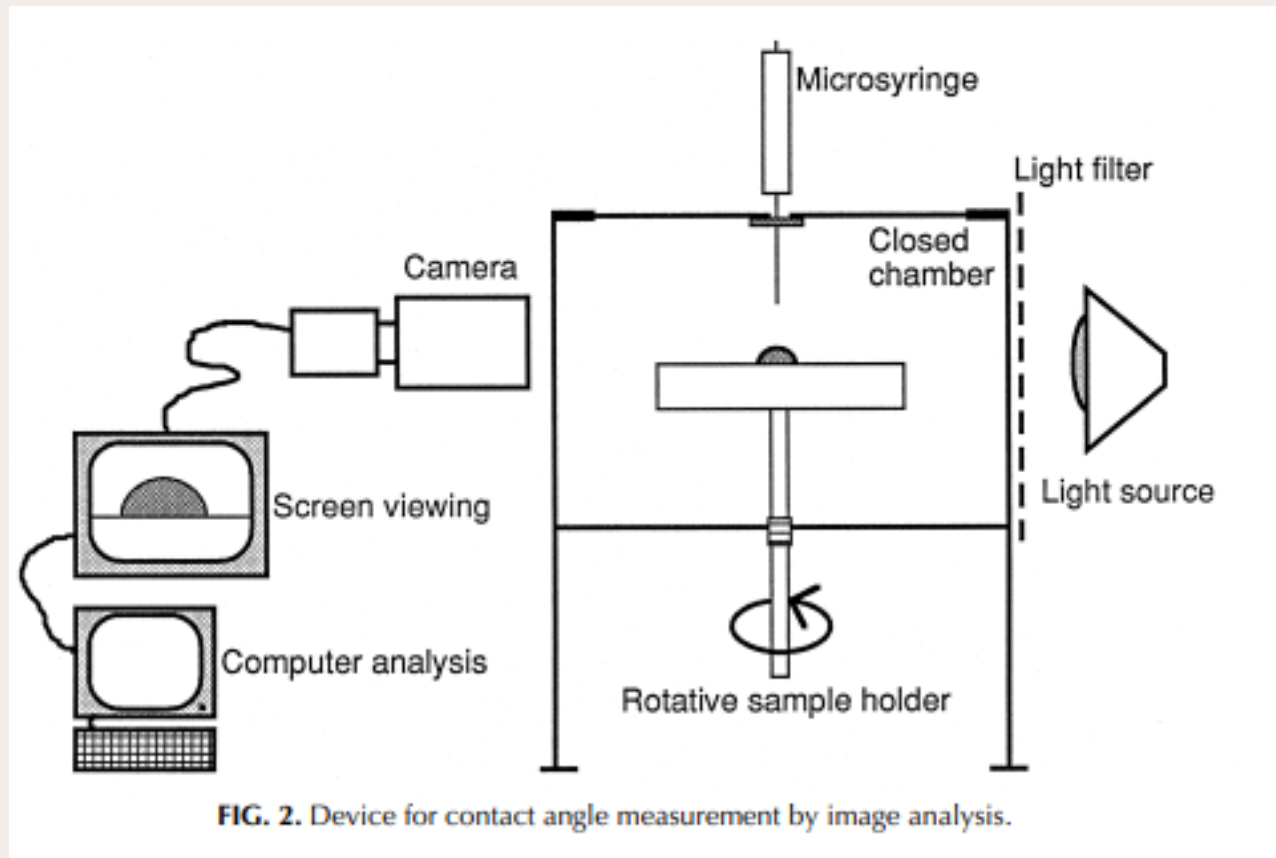 Microsyringe
Light filter
Closed
chamber
Camera
Light source
Screen viewing
Computer analysis
Rotative sample holder
FIG. 2. Device for contact angle measurement by image analysis.